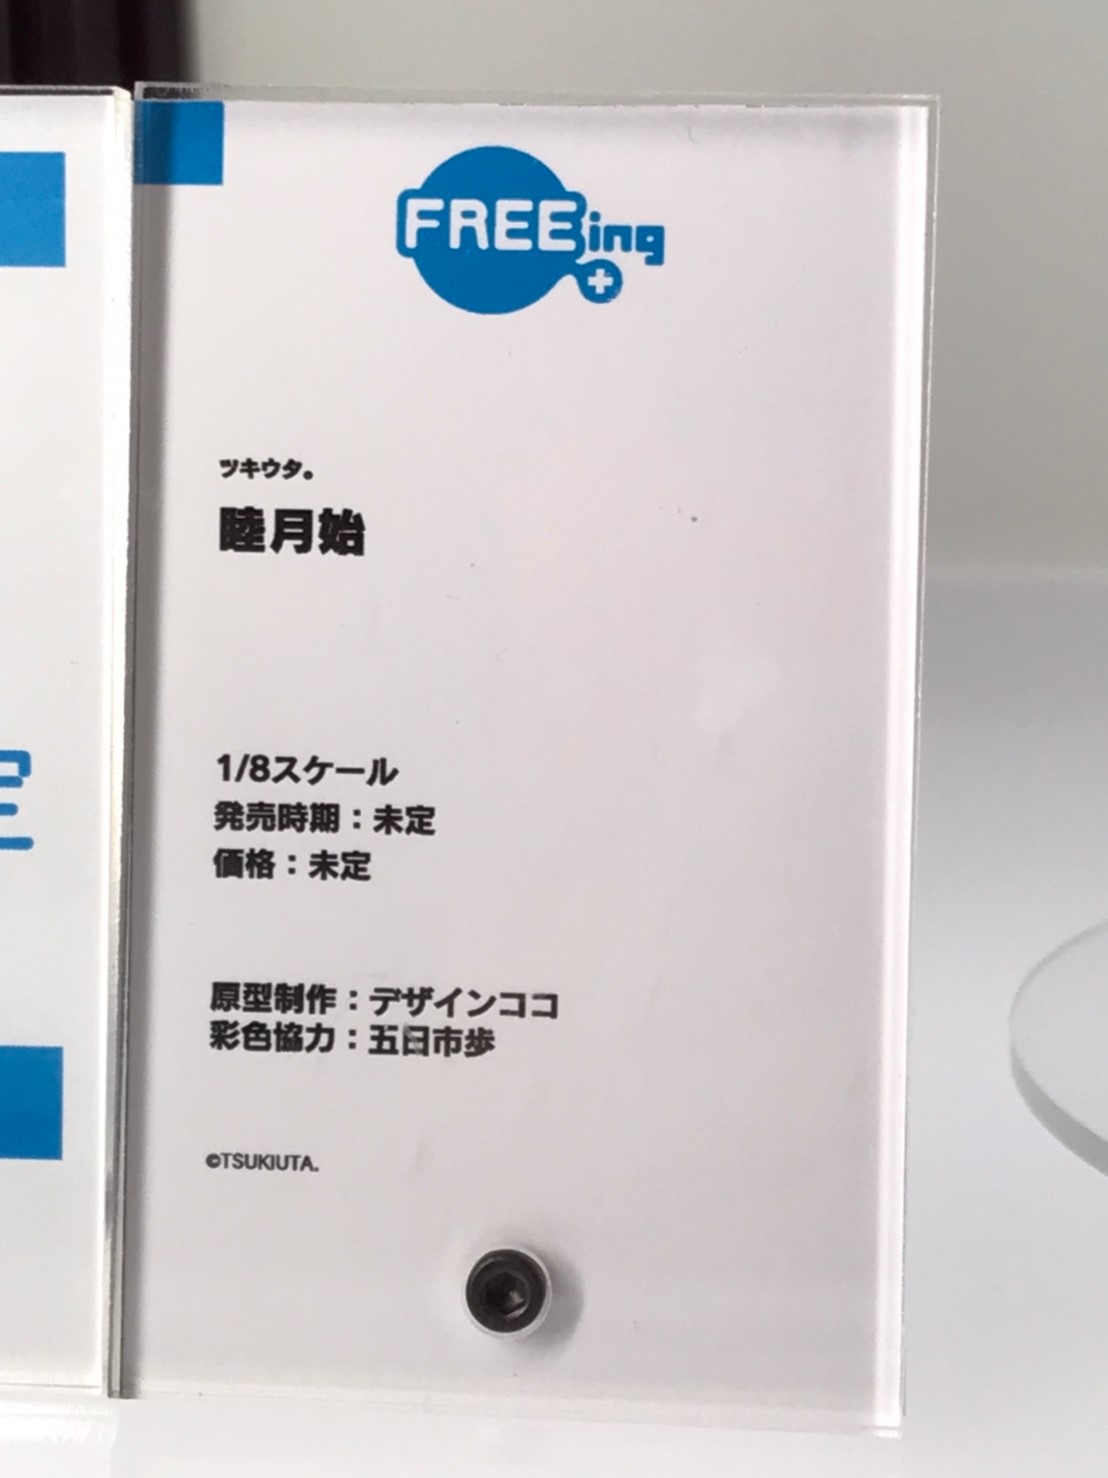 FREEing
ツキウタ。
睦月始
1/8スケール
発売時期：未定
価格：未定
原型制作：デザインココ
彩色協力：五日市歩
©TSUKIUTA.